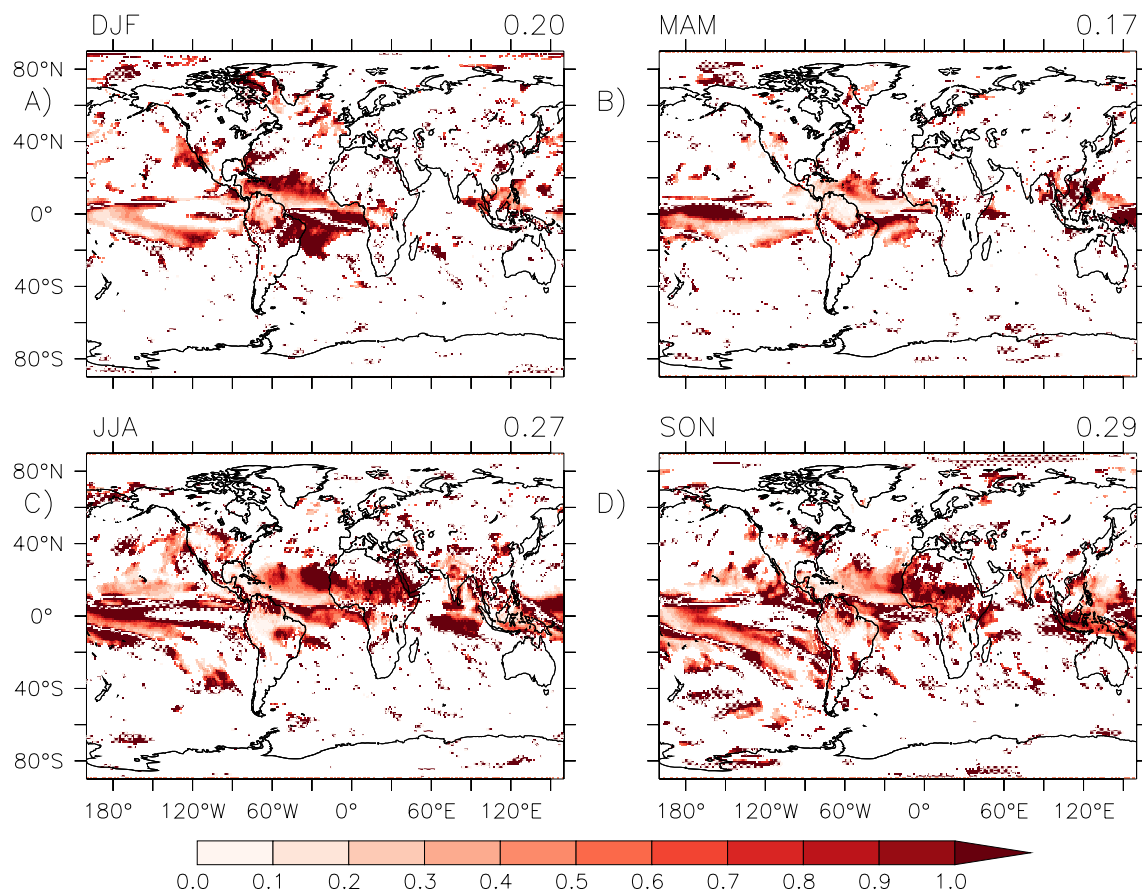 DJF 0.20 MAM 0.17
80°N
A) B)
40°N
0°
40°S
80°S
JJA 0.27 SON 0.29
80°N
C) D)
40°N
0°
40°S
80°S
180° 120°W 60°W 0° 60°E 120°E 180° 120°W 60°W 0° 60°E 120°E
0.0 0.1 0.2 0.3 0.4 0.5 0.6 0.7 0.8 0.9 1.0